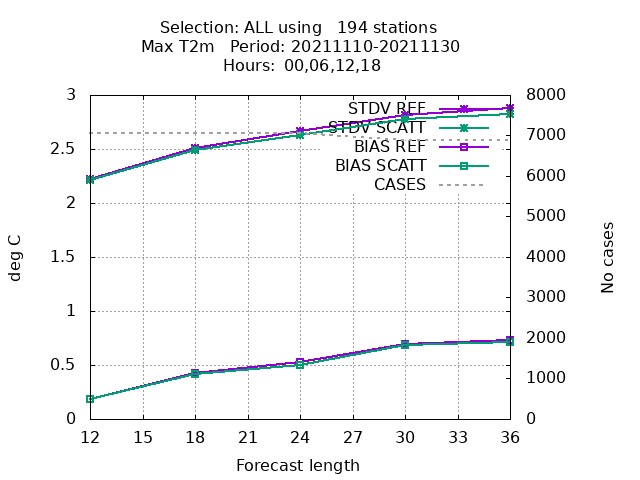 Selection: ALL using   194 stations
Max T2m   Period: 20211110-20211130
Hours:  00,06,12,18
3 8000
STDV REF
STDV SCATT
7000
2.5
BIAS REF
BIAS SCATT
6000
CASES
2
5000
deg C
1.5 4000
No cases
3000
1
2000
0.5
1000
0 0
12 15 18 21 24 27 30 33 36
Forecast length